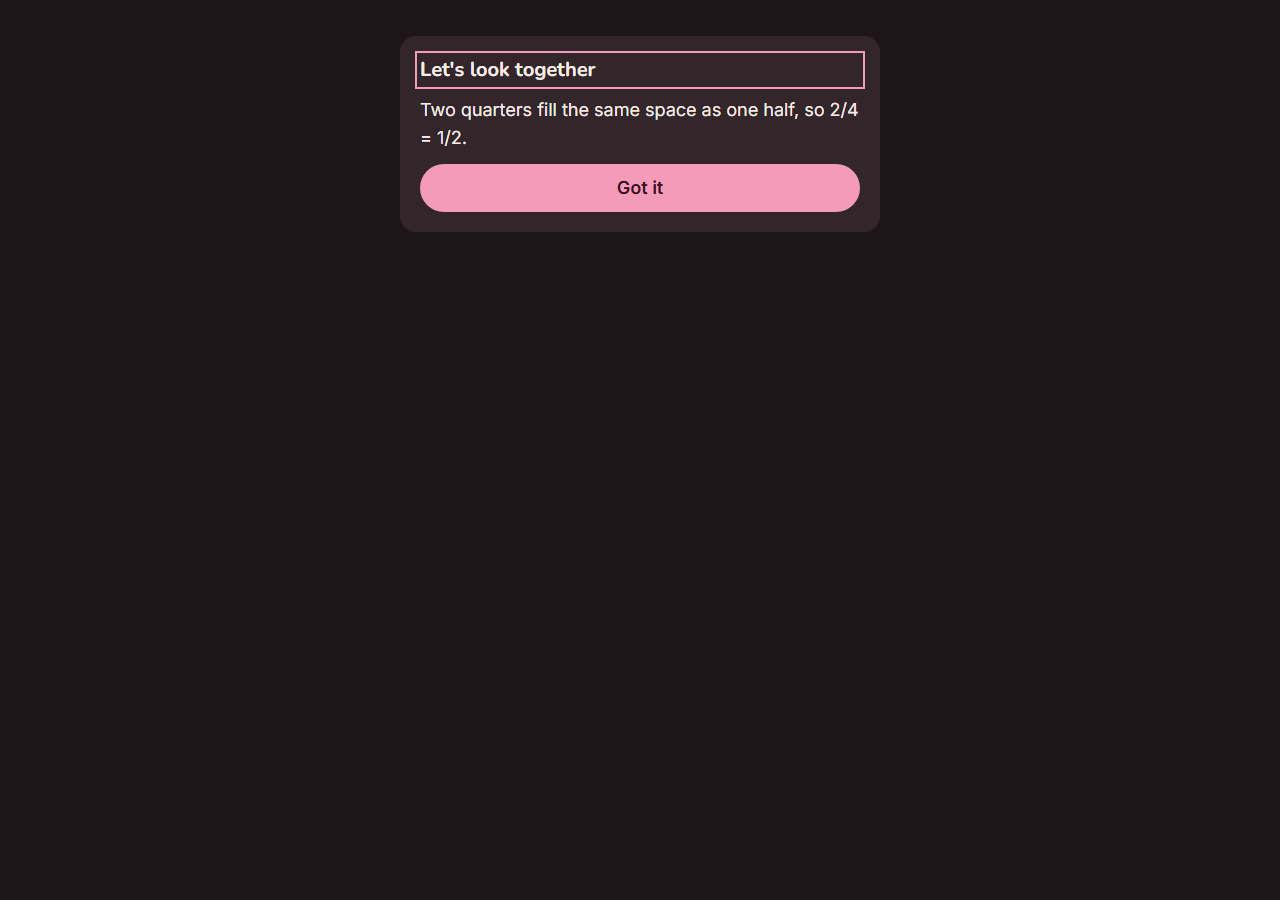 Let's look together
Two quarters fill the same space as one half, so 2/4
= 1/2.
Got it